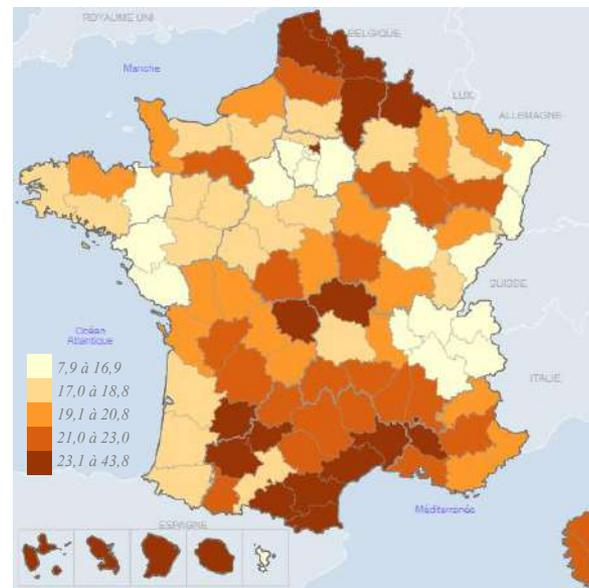 ROYAUME UNI
BELGIQUE
Manche
LUX.
ALLEMAGNE
SUISSE
Océan
Atlantique
ITALIE
7,9 à 16,9
17,0 à 18,8
19,1 à 20,8
21,0 à 23,0
23,1 à 43,8
Méditerranée
ESPAGNE